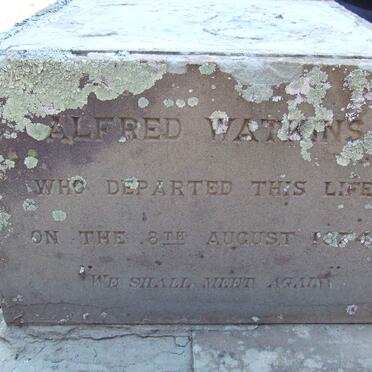 ALFRED WATKINS
WHO DEPARTED THIS LIFE
ON THE 8TH AUGUST
WE SHALL MEET AGAIN